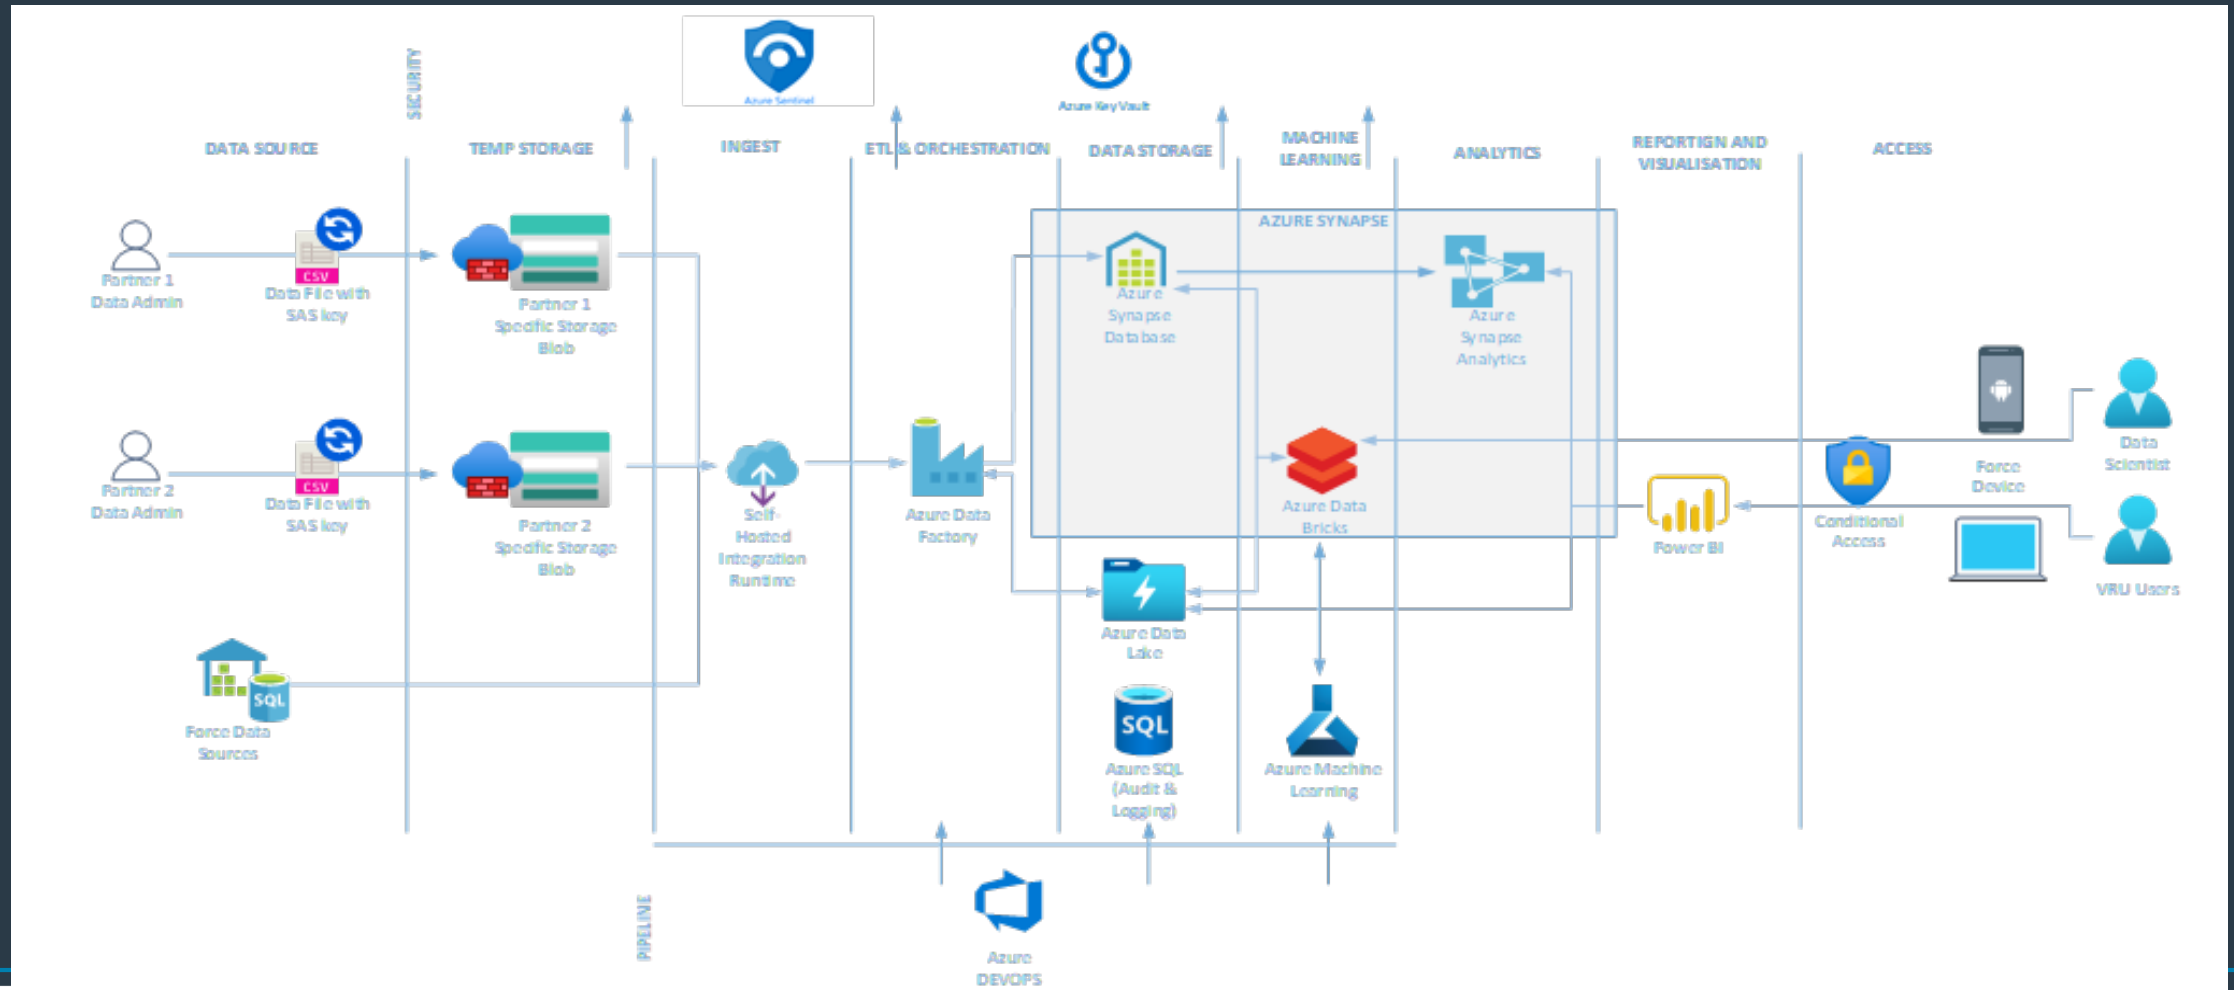 SECURITY
Azure Sentinel
Azure Key Vault
DATA SOURCE
TEMP STORAGE
INGEST
ETL & ORCHESTRATION
DATA STORAGE
MACHINE
LEARNING
ANALYTICS
REPORTIGN AND
VISUALISATION
ACCESS
AZURE SYNAPSE
CSV
Partner 1
Data Admin
Data File with
SAS key
Partner 1
Specific Storage
Blob
Azure
Synapse
Database
Azure
Synapse
Analytics
CSV
Partner 2
Data Admin
Data File with
SAS key
Partner 2
Specific Storage
Blob
Self-
Hosted
Integration
Runtime
Azure Data
Factory
Azure Data
Bricks
Power BI
Conditional
Access
Force
Device
Data
Scientist
VRU Users
Azure Data
Lake
SQL
Force Data
Sources
SQL
Azure SQL
(Audit &
Logging)
Azure Machine
Learning
PIPELINE
Azure
DEVOPS